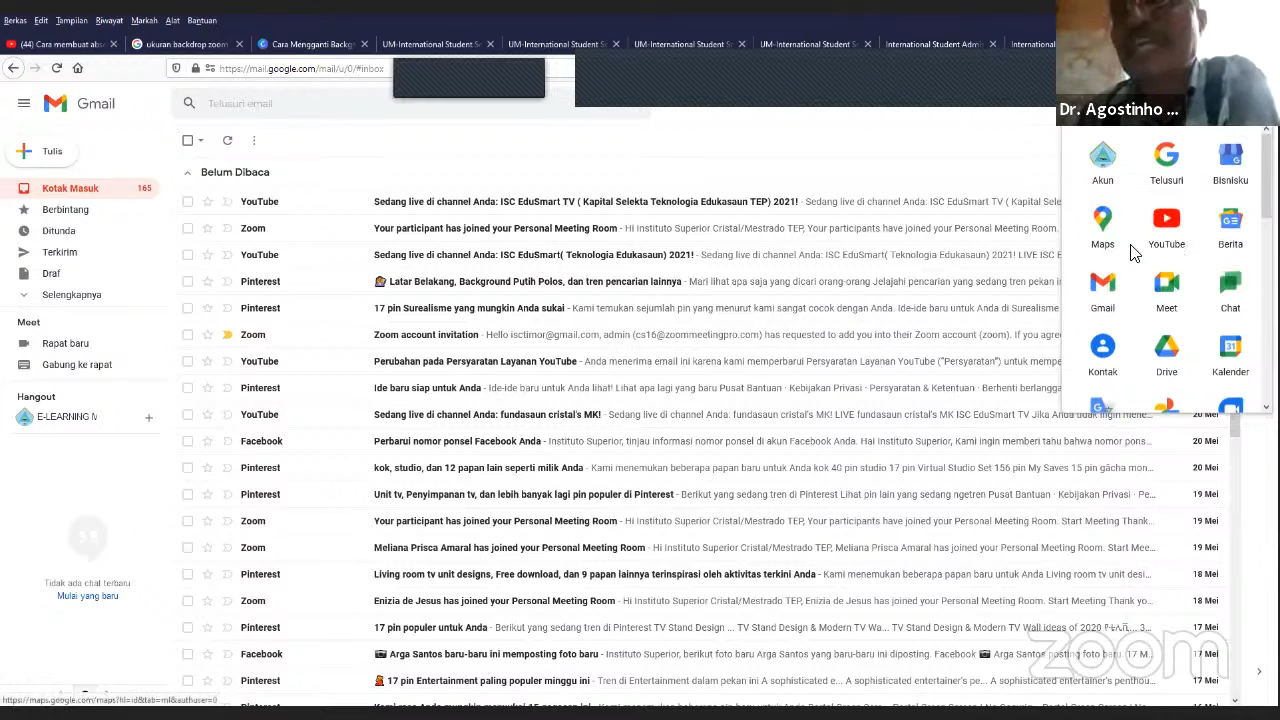 Berkas Edit Tampilan Riwayat Markah Alat Bantuan
(44) Cara membuat abs
ukuran backdrop zoom
Cara Mengganti Backg
UM-International Student S
UM-International Student S
UM-International Student S
UM-International Student S
International Student Admi
International
https://mail.google.com/mail/u/0/#inbox
Gmail
Telusuri email
Dr. Agostinho ...
Tulis
Kotak Masuk 165
Berbintang
Ditunda
Terkirim
Draf
Selengkapnya
Meet
Rapat baru
Gabung ke rapat
Hangout
E-LEARNING M
Tidak ada chat terbaru
Mulai yang baru
Belum Dibaca
YouTube Sedang live di channel Anda: ISC EduSmart TV ( Kapital Selekta Teknologia Edukasaun TEP) 2021! - Sedang live di channel Anda: ISC EduSmart TV ( Kapital Selekta
Zoom Your participant has joined your Personal Meeting Room - Hi Instituto Superior Cristal/Mestrado TEP, Your participants have joined your Personal Meeting Room.
YouTube Sedang live di channel Anda: ISC EduSmart( Teknologia Edukasaun) 2021! - Sedang live di channel Anda: ISC EduSmart( Teknologia Edukasaun) 2021! LIVE ISC E
Pinterest Latar Belakang, Background Putih Polos, dan tren pencarian lainnya - Mari lihat apa saja yang dicari orang-orang Jelajahi yang sedang tren pekan in
Pinterest 17 pin Surealisme yang mungkin Anda sukai - Kami temukan sejumlah pin yang menurut kami sangat cocok dengan Anda. Ide-ide baru untuk Anda di Surealisme
Zoom Zoom account invitation - Hello isctimor@gmail.com, admin (cs16@zoommeetingpro.com) has requested to add you into their Zoom account (zoom). If you agre
YouTube Perubahan pada Persyaratan Layanan YouTube - Anda menerima email ini karena kami memperbarui Persyaratan Layanan YouTube ("Persyaratan") untuk mempe
Pinterest Ide baru siap untuk Anda - Ide-ide baru untuk Anda lihat! Lihat apa lagi yang baru Pusat Bantuan · Kebijakan Privasi · Persyaratan & Ketentuan · Berhenti berlangga
YouTube Sedang live di channel Anda: fundasaun cristal's MK! - Sedang live di channel Anda: fundasaun cristal's MK! LIVE fundasaun cristal's MK ISC EduSmart TV Jika Anda tidak ingin mene... 20 Mei
Facebook Perbarui nomor ponsel Facebook Anda - Instituto Superior, tinjau informasi nomor ponsel di akun Facebook Anda. Hai Instituto Superior, Kami ingin memberi tahu bahwa nomor pons... 20 Mei
Pinterest kok, studio, dan 12 papan lain seperti milik Anda - Kami menemukan beberapa papan baru untuk Anda kok 40 pin studio 17 pin Virtual Studio Set 156 pin My Saves 15 pin gâcha mon... 20 Mei
Pinterest Unit tv, Penyimpanan tv, dan lebih banyak lagi pin populer di Pinterest - Berikut yang sedang tren di Pinterest Lihat pin lain yang sedang ngetren Pusat Bantuan · Kebijakan Privasi · Pe... 19 Mei
Zoom Your participant has joined your Personal Meeting Room - Hi Instituto Superior Cristal/Mestrado TEP, Your participants have joined your Personal Meeting Room. Start Meeting Thank... 19 Mei
Zoom Meliana Prisca Amaral has joined your Personal Meeting Room - Hi Instituto Superior Cristal/Mestrado TEP, Meliana Prisca Amaral has joined your Personal Meeting Room. Start Mee... 19 Mei
Pinterest Living room tv unit designs, Free download, dan 9 papan lainnya terinspirasi oleh aktivitas terkini Anda - Kami menemukan beberapa papan baru untuk Anda Living room tv unit desi... 18 Mei
Zoom Enizia de Jesus has joined your Personal Meeting Room - Hi Instituto Superior Cristal/Mestrado TEP, Enizia de Jesus has joined your Personal Meeting Room. Start Meeting Thank yo... 18 Mei
Pinterest 17 pin populer untuk Anda - Berikut yang sedang tren di Pinterest TV Stand Design ... TV Stand Design & Modern TV Wa... TV Stand Design & Modern TV Wall ideas of 2020 17 Mei
Facebook Arga Santos baru-baru ini memposting foto baru - Instituto Superior, berikut foto baru Arga Santos yang baru-baru ini diposting. Facebook Arga Santos posting foto baru. 17 Mei
Pinterest 17 pin Entertainment paling populer minggu ini - Tren di Entertainment dalam pekan ini A sophisticated e... A sophisticated entertainer's pe... A sophisticated entertainer's penthou... 17 Mei
Akun Telusuri Bisnisku
Maps YouTube Berita
Gmail Meet Chat
Kontak Drive Kalender
zoom
https://maps.google.com/maps?hl=id&tab=ml&authuser=0